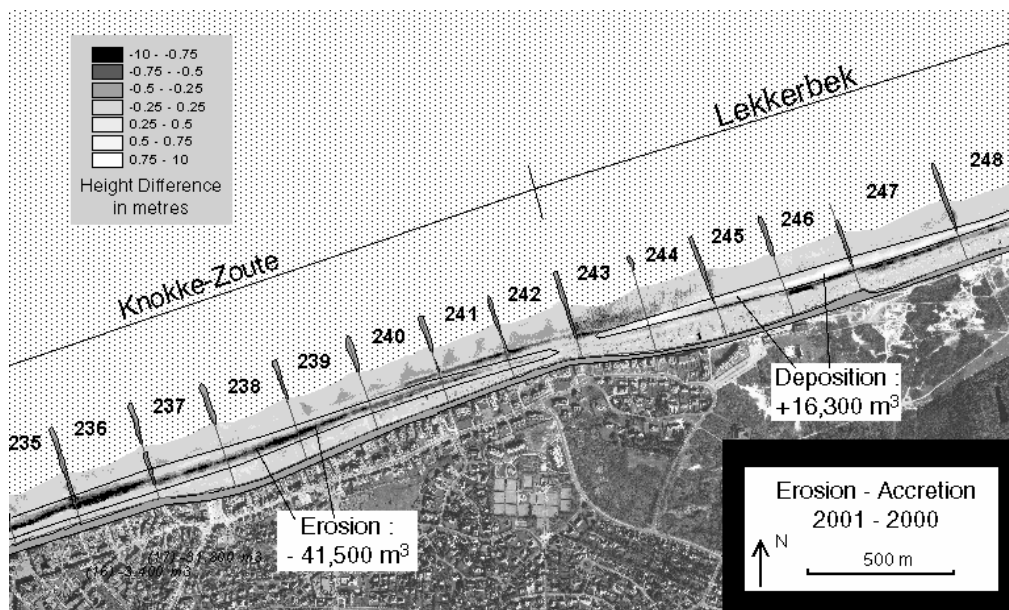 -10 - -0.75
-0.75 - -0.5
-0.5 - -0.25
-0.25 - 0.25
0.25 - 0.5
0.5 - 0.75
0.75 - 10
Height Difference
in metres
Lekkerbek
Knokke-Zoute
248
247
246
245
244
243
242
241
240
239
238
237
236
235
Deposition :
+16,300 m³
Erosion :
- 41,500 m³
Erosion - Accretion
2001 - 2000
N
500 m